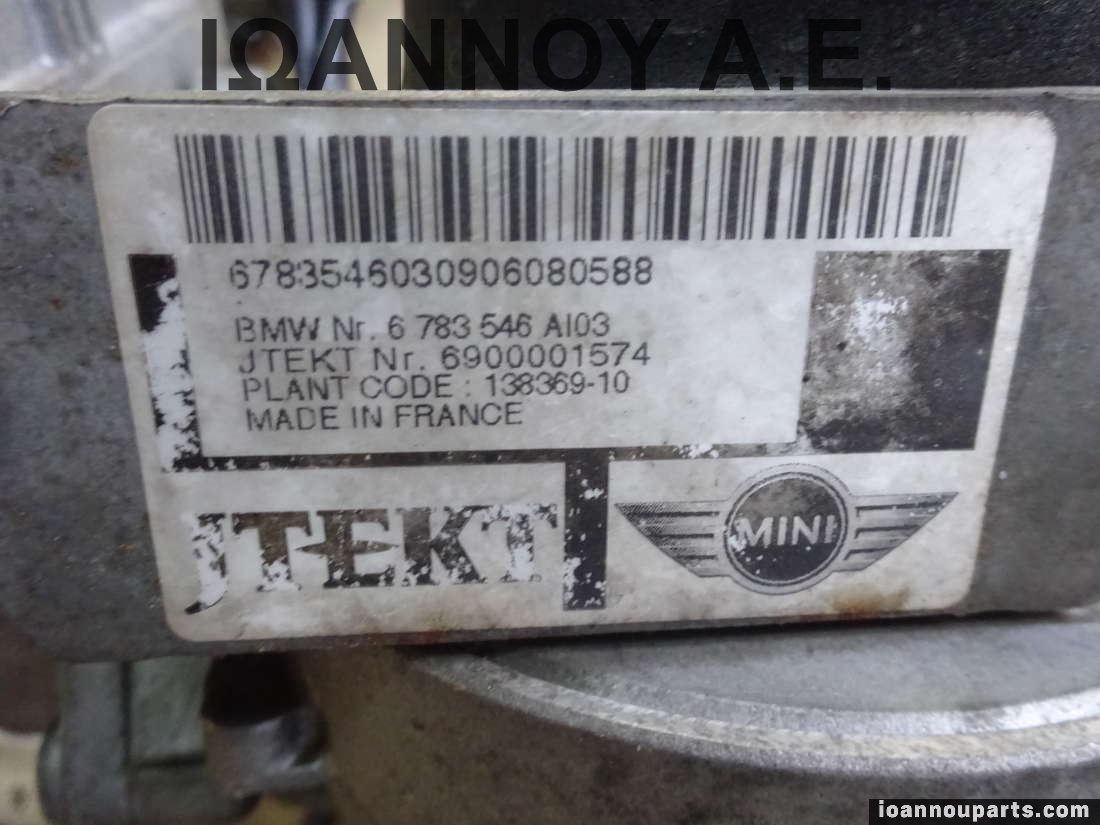 ΙΩΑΝΝΟΥ Α.Ε.
6783546030906080588
BMW Nr. 6 783 546 AI03
JTEKT Nr. 6900001574
PLANT CODE : 138369-10
MADE IN FRANCE
JTEKT
MINI
ioannouparts.com